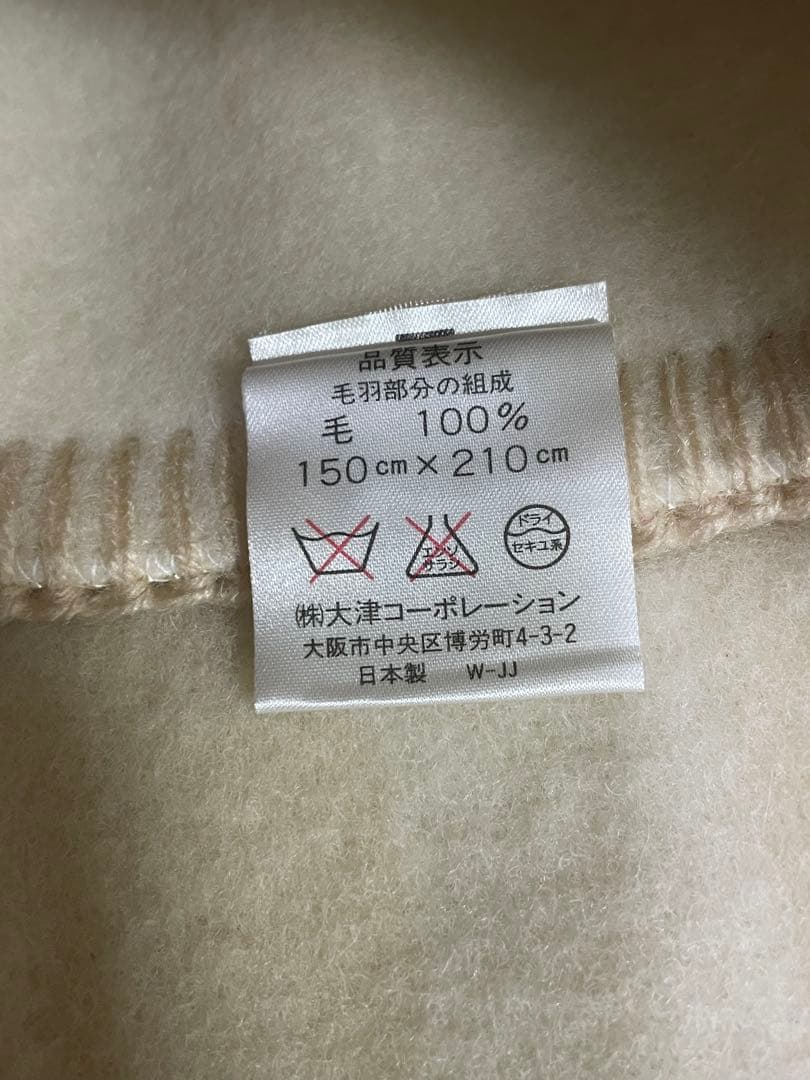 品質表示
毛羽部分の組成
毛 100%
150cm×210cm
エンソ
サラシ
ドライ
セキユ系
㈱大津コーポレーション
大阪市中央区博労町4-3-2
日本製 W-JJ